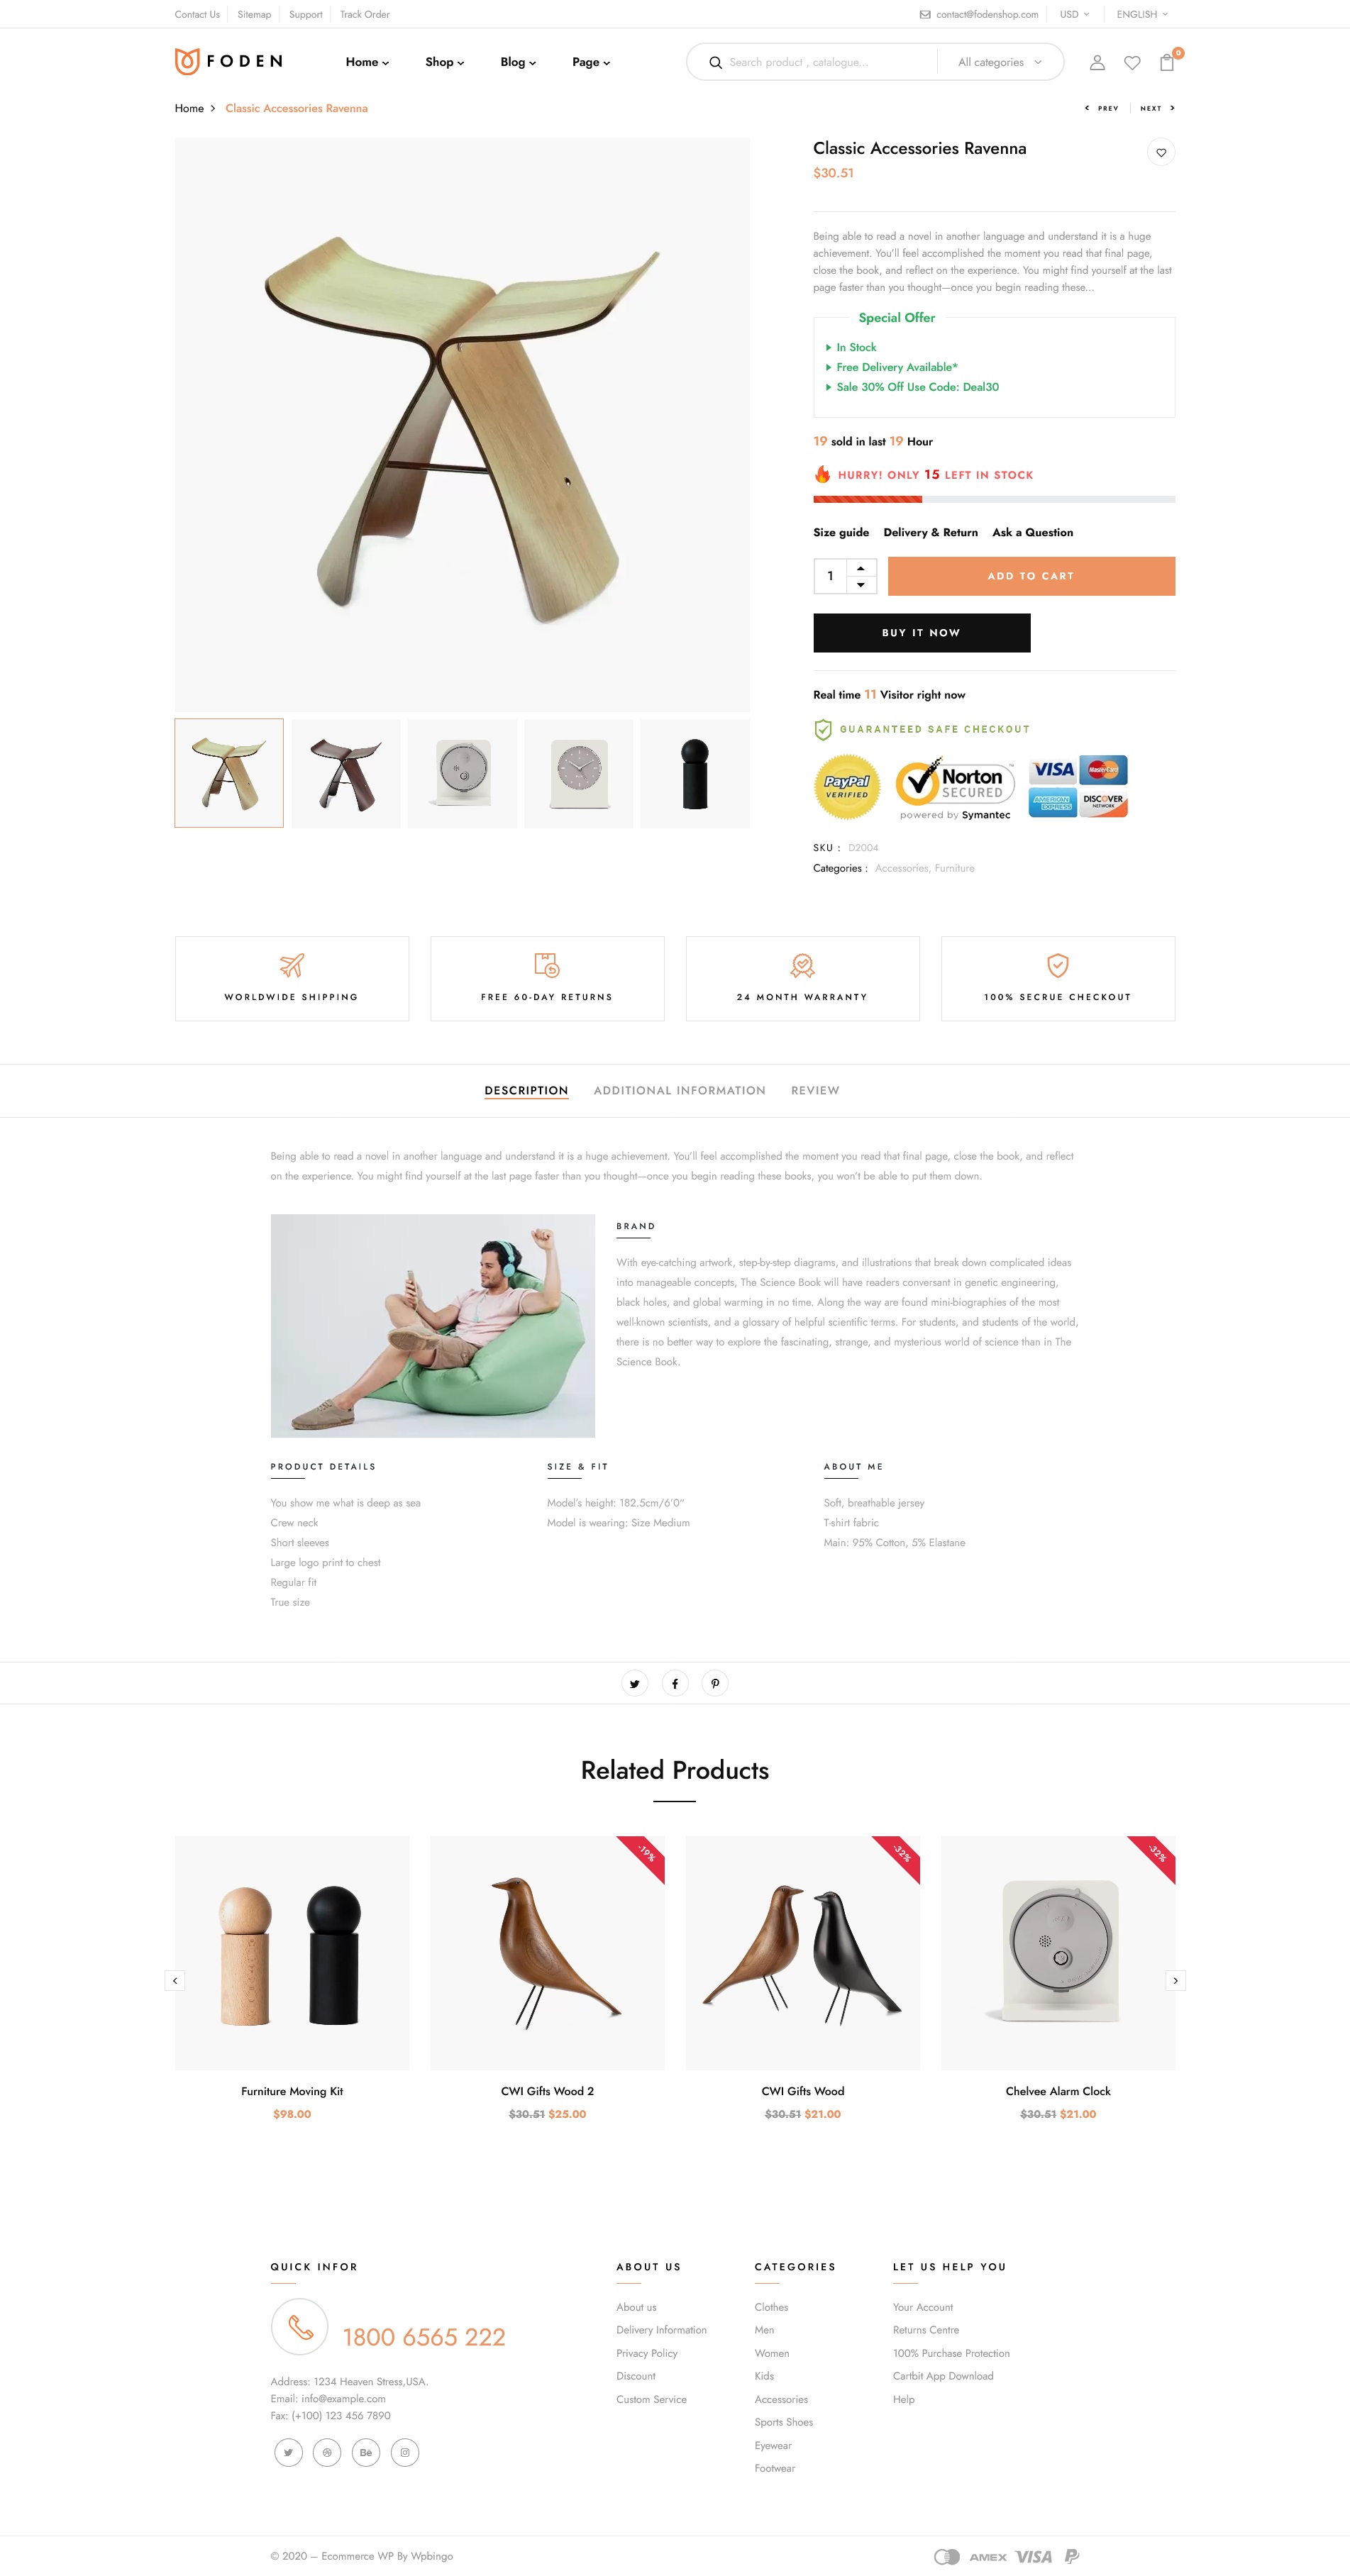 Contact Us
Sitemap
Support
Track Order
contact@fodenshop.com
USD
ENGLISH
FODEN
Home
Shop
Blog
Page
Search product , catalogue...
All categories
0
Home
Classic Accessories Ravenna
PREV
NEXT
Classic Accessories Ravenna
$30.51
Being able to read a novel in another language and understand it is a huge
achievement. You'll feel accomplished the moment you read that final page,
close the book, and reflect on the experience. You might find yourself at the last
page faster than you thought—once you begin reading these...
Special Offer
In Stock
Free Delivery Available*
Sale 30% Off Use Code: Deal30
19 sold in last 19 Hour
HURRY! ONLY 15 LEFT IN STOCK
Size guide
Delivery & Return
Ask a Question
1
ADD TO CART
BUY IT NOW
Real time 11 Visitor right now
GUARANTEED SAFE CHECKOUT
PayPal
VERIFIED
Norton
SECURED
powered by Symantec
VISA
MasterCard
AMERICAN EXPRESS
DISCOVER
NETWORK
SKU : D2004
Categories : Accessories, Furniture
WORLDWIDE SHIPPING
FREE 60-DAY RETURNS
24 MONTH WARRANTY
100% SECRUE CHECKOUT
DESCRIPTION
ADDITIONAL INFORMATION
REVIEW
Being able to read a novel in another language and understand it is a huge achievement. You'll feel accomplished the moment you read that final page, close the book, and reflect
on the experience. You might find yourself at the last page faster than you thought—once you begin reading these books, you won't be able to put them down.
BRAND
With eye-catching artwork, step-by-step diagrams, and illustrations that break down complicated ideas
into manageable concepts, The Science Book will have readers conversant in genetic engineering,
black holes, and global warming in no time. Along the way are found mini-biographies of the most
well-known scientists, and a glossary of helpful scientific terms. For students, and students of the world,
there is no better way to explore the fascinating, strange, and mysterious world of science than in The
Science Book.
PRODUCT DETAILS
You show me what is deep as sea
Crew neck
Short sleeves
Large logo print to chest
Regular fit
True size
SIZE & FIT
Model's height: 182.5cm/6'0"
Model is wearing: Size Medium
ABOUT ME
Soft, breathable jersey
T-shirt fabric
Main: 95% Cotton, 5% Elastane
Related Products
-19%
-32%
-32%
Furniture Moving Kit
$98.00
CWI Gifts Wood 2
$30.51 $25.00
CWI Gifts Wood
$30.51 $21.00
Chelvee Alarm Clock
$30.51 $21.00
QUICK INFOR
1800 6565 222
Address: 1234 Heaven Stress,USA.
Email: info@example.com
Fax: (+100) 123 456 7890
Bē
ABOUT US
About us
Delivery Information
Privacy Policy
Discount
Custom Service
CATEGORIES
Clothes
Men
Women
Kids
Accessories
Sports Shoes
Eyewear
Footwear
LET US HELP YOU
Your Account
Returns Centre
100% Purchase Protection
Cartbit App Download
Help
© 2020 – Ecommerce WP By Wpbingo
AMEX
VISA